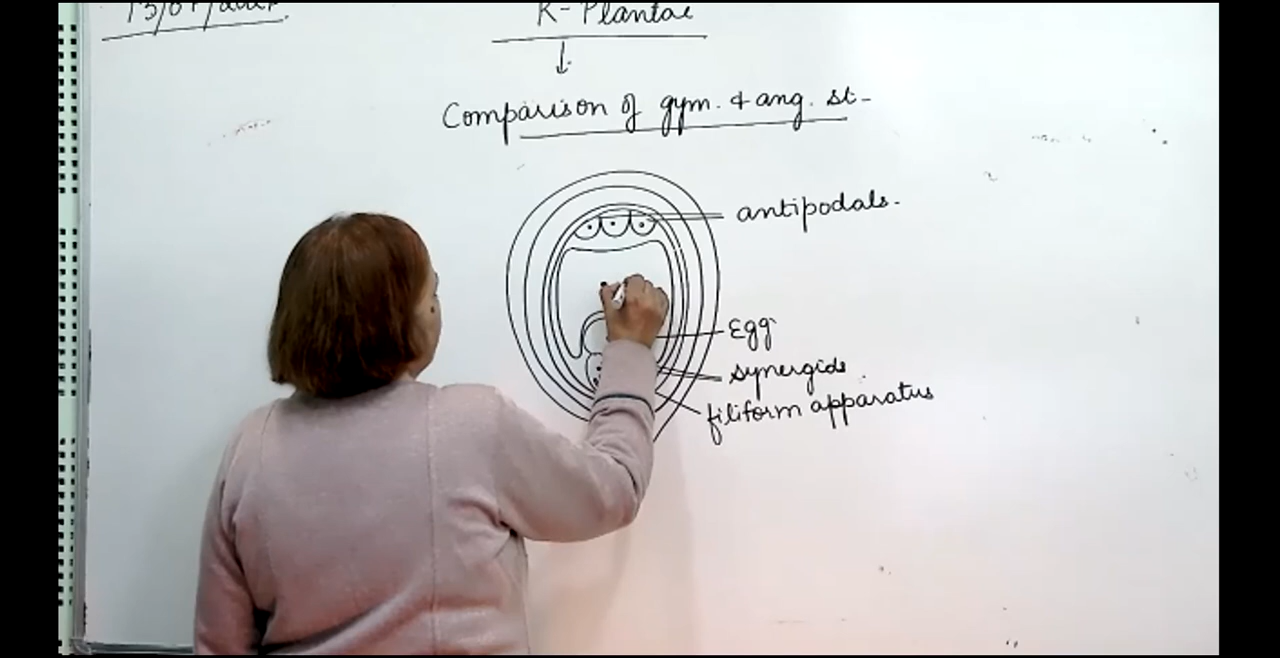 K- Plantae
Comparison of gym. & ang. st-
antipodals.
Egg
synergids.
filiform apparatus